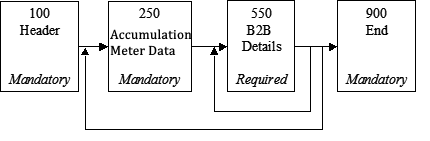 100
Header
Mandatory
250
Accumulation
Meter Data
Mandatory
550
B2B
Details
Required
900
End
Mandatory